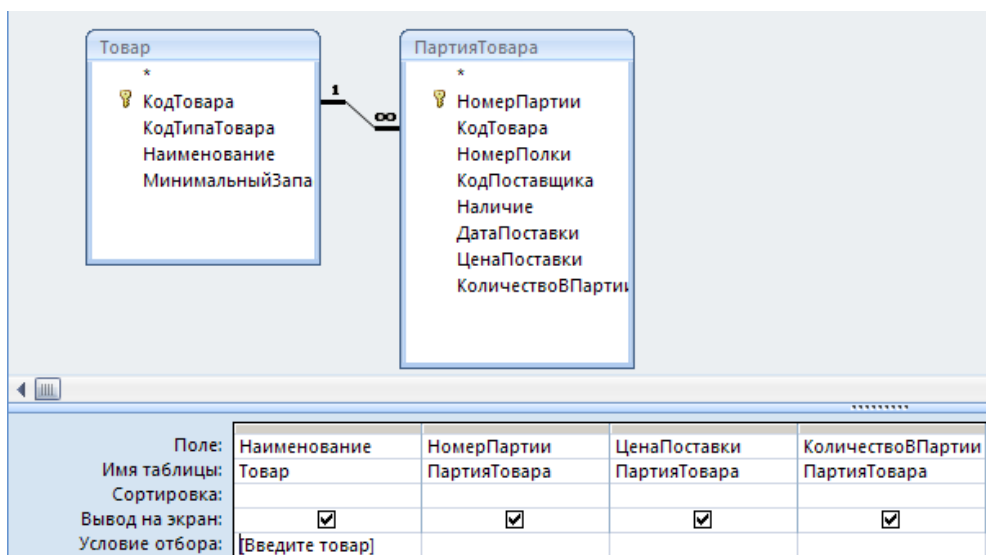 Товар
*
КодТовара
КодТипаТовара
Наименование
МинимальныйЗапа
1
∞
ПартияТовара
*
НомерПартии
КодТовара
НомерПолки
КодПоставщика
Наличие
ДатаПоставки
ЦенаПоставки
КоличествоВПартии
Поле: Наименование НомерПартии ЦенаПоставки КоличествоВПартии
Имя таблицы: Товар ПартияТовара ПартияТовара ПартияТовара
Сортировка:
Вывод на экран:
Условие отбора: [Введите товар]